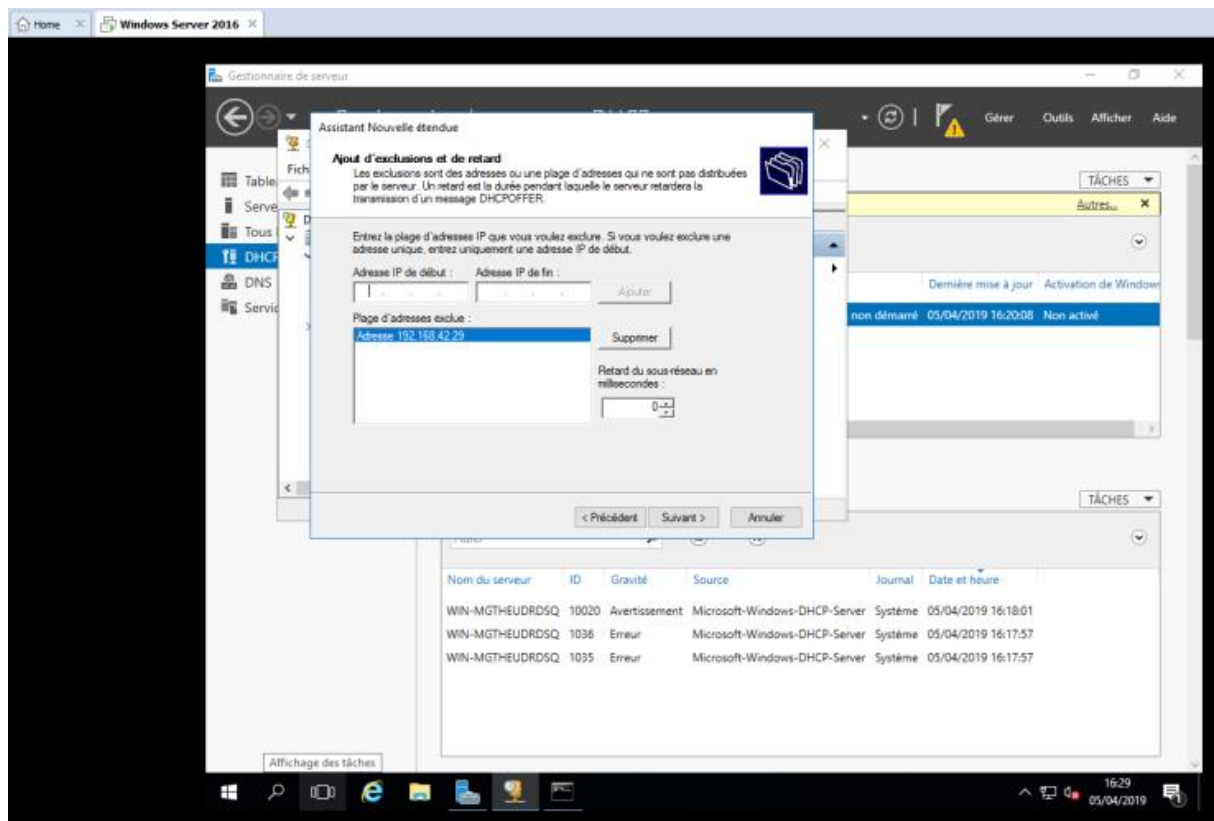 Home
Windows Server 2016
Gestionnaire de serveur
Gérer Outils Afficher Aide
Assistant Nouvelle étendue
Ajout d'exclusions et de retard
Les exclusions sont des adresses ou une plage d'adresses qui ne sont pas distribuées
par le serveur. Un retard est la durée pendant laquelle le serveur retardera la
transmission d'un message DHCPOFFER.
Entrez la plage d'adresses IP que vous voulez exclure. Si vous voulez exclure une
adresse unique, entrez uniquement une adresse IP de début.
Adresse IP de début : Adresse IP de fin :
Ajouter
Plage d'adresses exclue :
Adresse 192.168.42.29
Supprimer
Retard du sous-réseau en
millisecondes :
0
< Précédent Suivant > Annuler
Fich
Table
Serve
Tous
DHCP
DNS
Servic
TÂCHES
Autres...
Dernière mise à jour Activation de Window
non démarré 05/04/2019 16:20:08 Non activé
TÂCHES
Nom du serveur ID Gravité Source Journal Date et heure
WIN-MGTHEUDRDSQ 10020 Avertissement Microsoft-Windows-DHCP-Server Système 05/04/2019 16:18:01
WIN-MGTHEUDRDSQ 1036 Erreur Microsoft-Windows-DHCP-Server Système 05/04/2019 16:17:57
WIN-MGTHEUDRDSQ 1035 Erreur Microsoft-Windows-DHCP-Server Système 05/04/2019 16:17:57
Affichage des tâches
16:29
05/04/2019